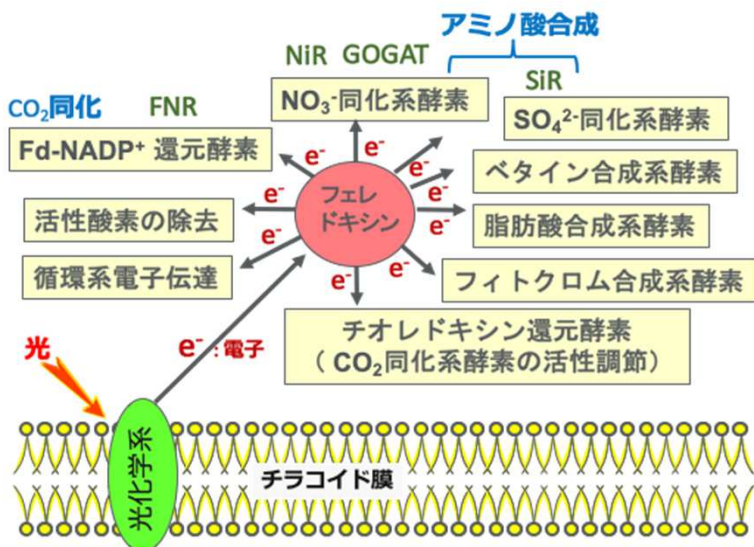 アミノ酸合成
NiR GOGAT
SiR
CO₂同化 FNR
NO₃⁻同化系酵素
SO₄²⁻同化系酵素
Fd-NADP⁺ 還元酵素
e⁻
e⁻
e⁻
ベタイン合成系酵素
フェレ
ドキシン
e⁻
e⁻
活性酸素の除去
脂肪酸合成系酵素
e⁻
e⁻
循環系電子伝達
e⁻
e⁻
フィトクロム合成系酵素
チオレドキシン還元酵素
( CO₂同化系酵素の活性調節)
e⁻:電子
光
光化学系
チラコイド膜